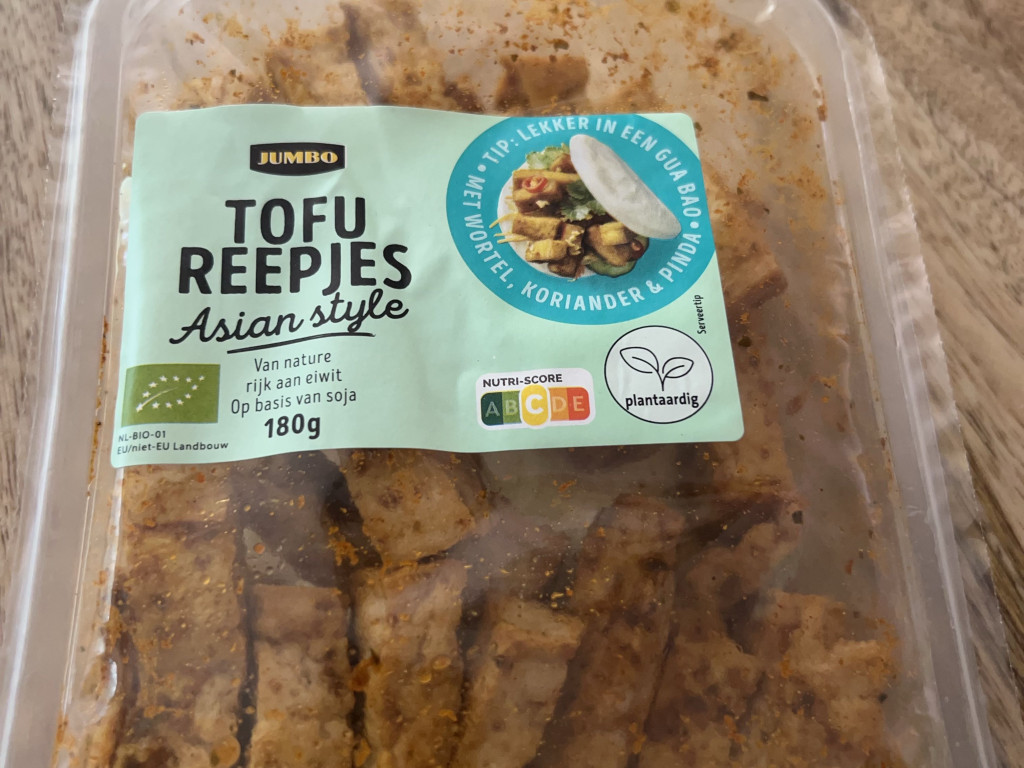 JUMBO
TOFU
REEPJES
Asian style
Van nature
rijk aan eiwit
Op basis van soja
180g
NL-BIO-01
EU/niet-EU Landbouw
• TIP: LEKKER IN EEN GUA BAO •
MET WORTEL, KORIANDER & PINDA
Serveertip
NUTRI-SCORE
A B C D E
plantaardig